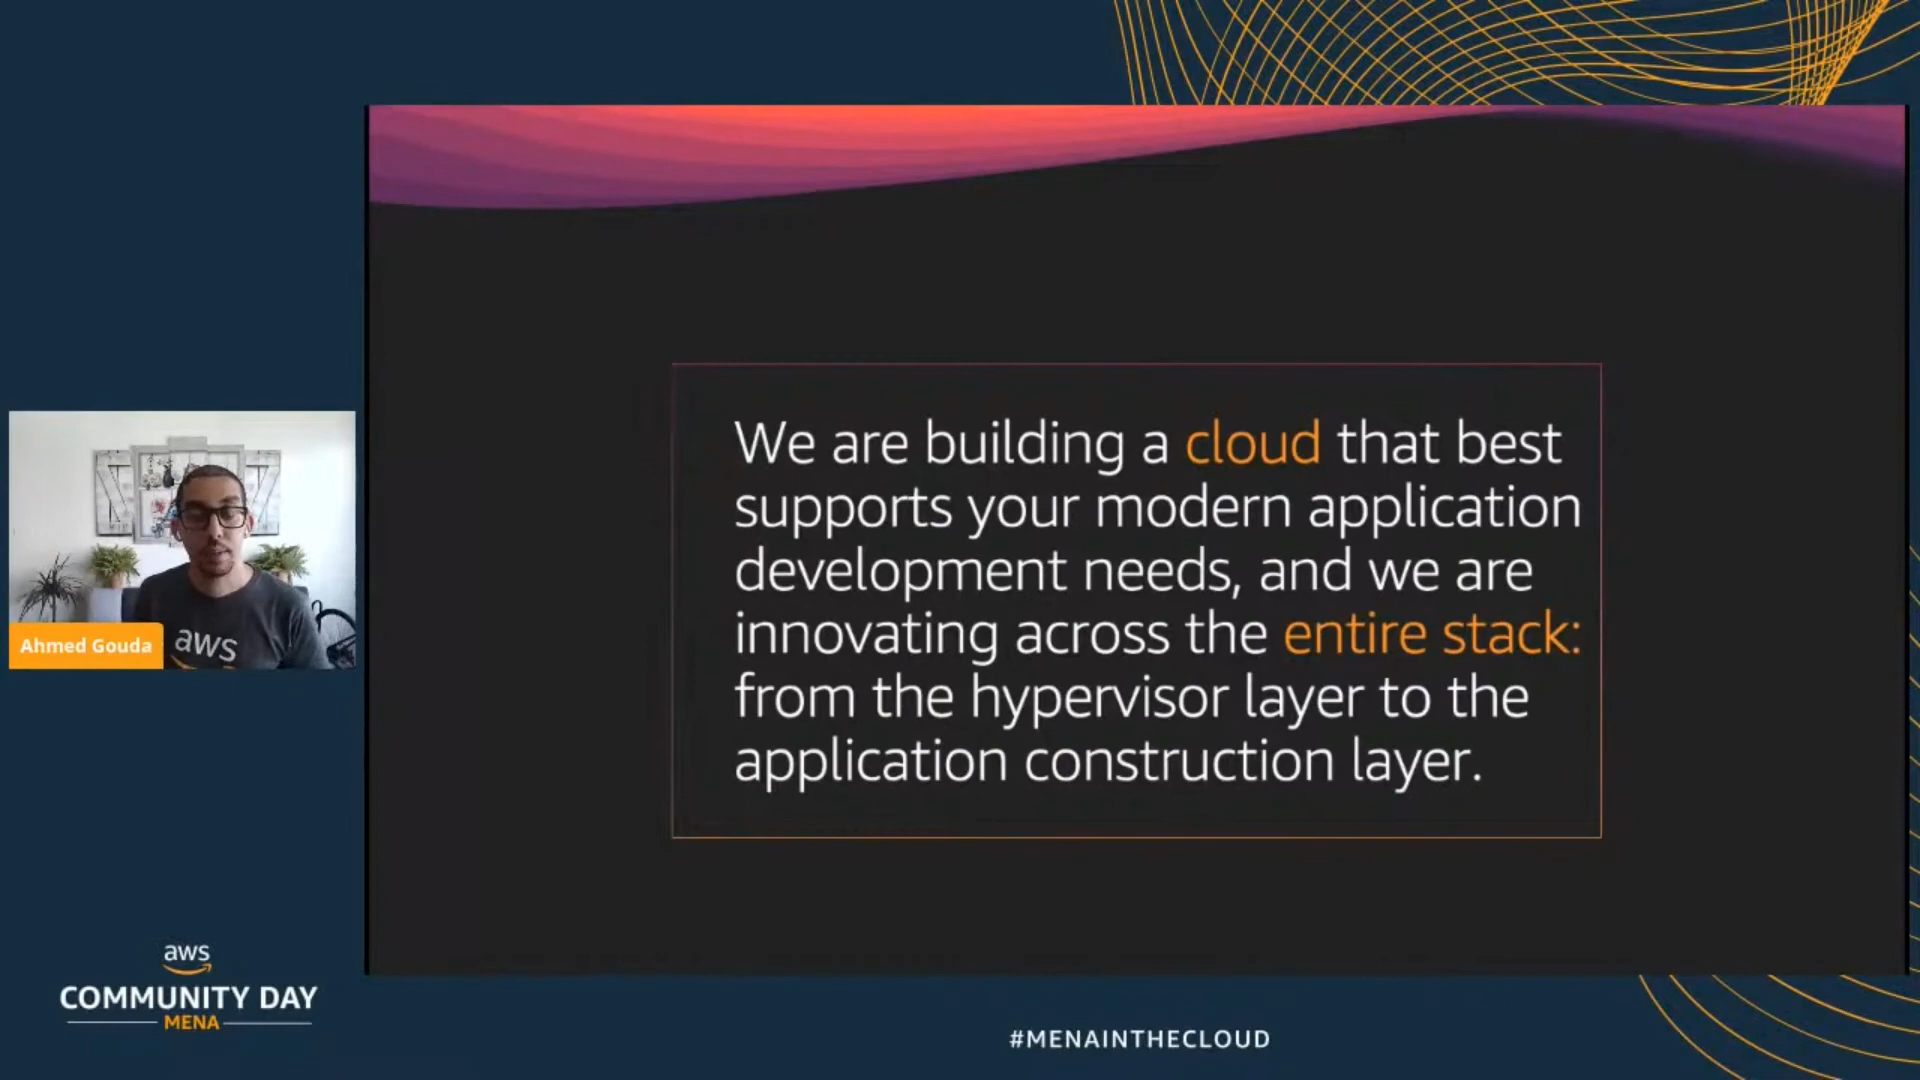 We are building a cloud that best
supports your modern application
development needs, and we are
innovating across the entire stack:
from the hypervisor layer to the
application construction layer.
Ahmed Gouda
aws
aws
COMMUNITY DAY
MENA
#MENAINTHECLOUD